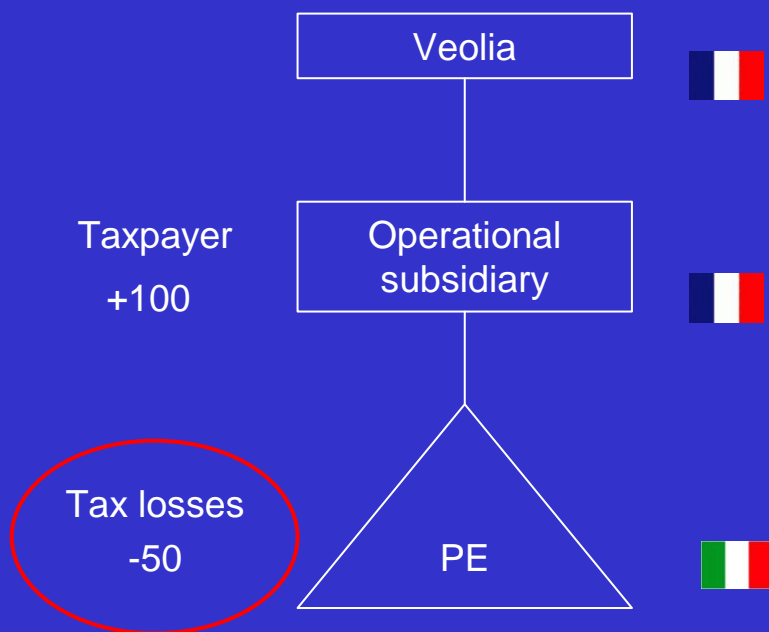 Veolia
Taxpayer
+100
Operational
subsidiary
Tax losses
-50
PE